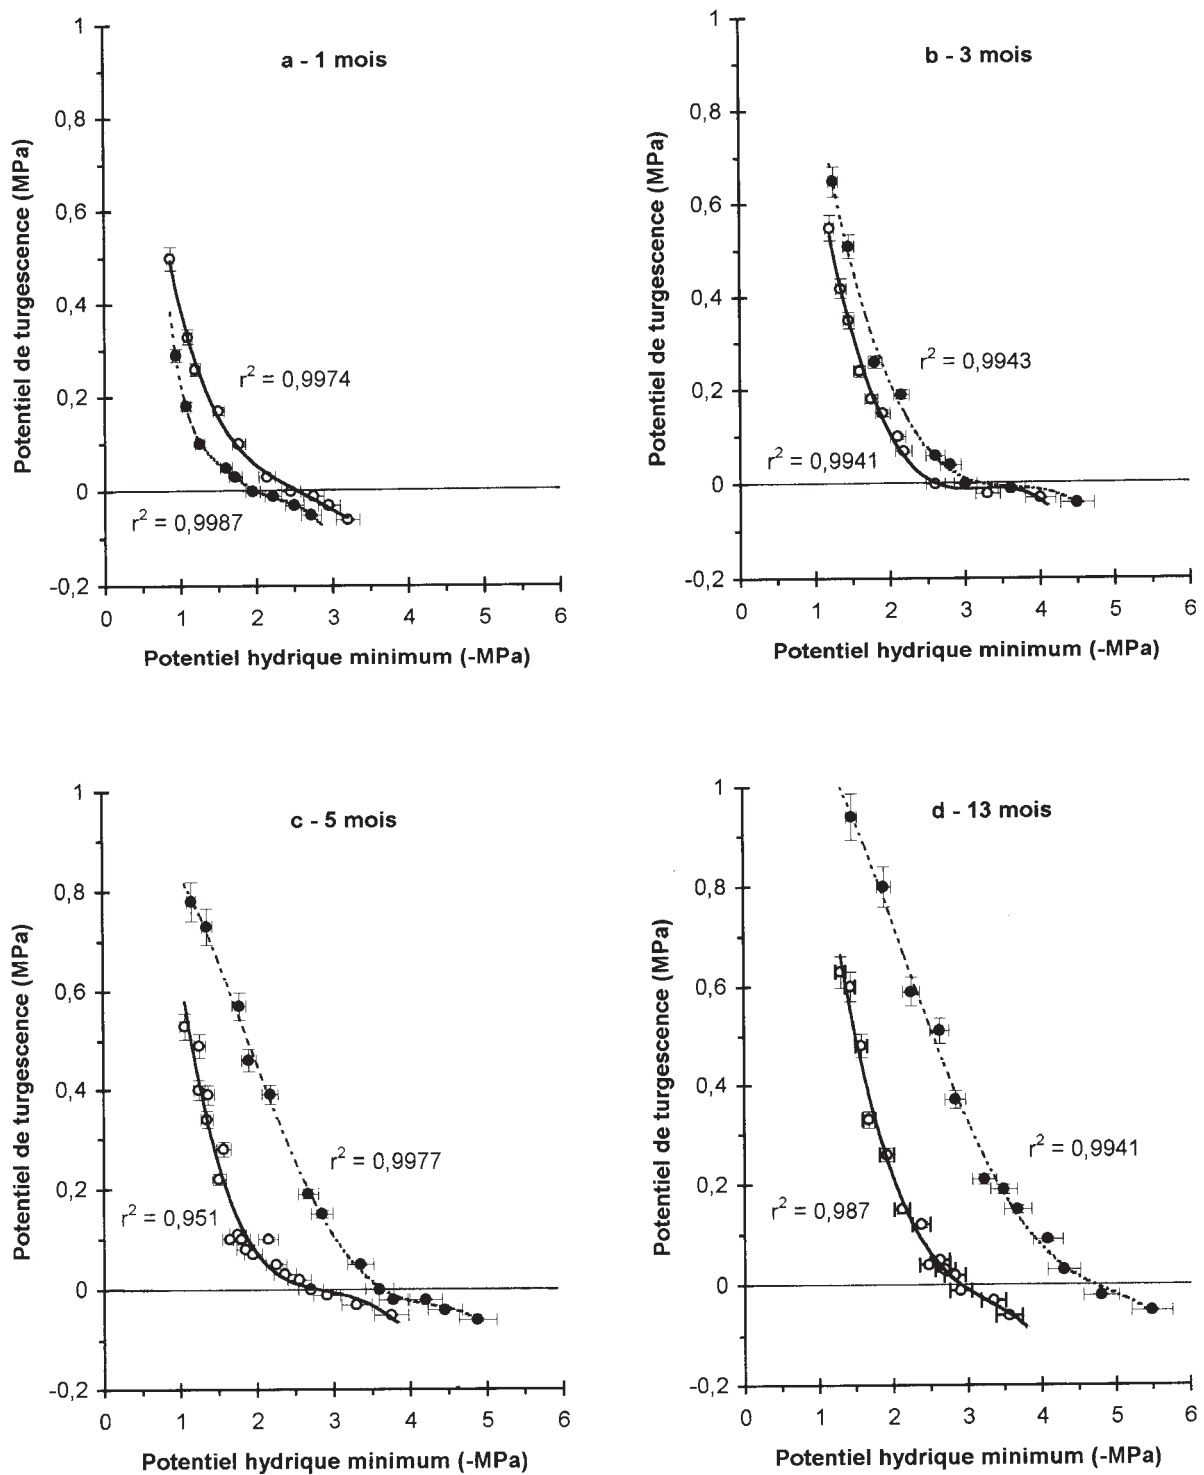 a - 1 mois
Potentiel de turgescence (MPa)
1
0,8
0,6
0,4
0,2
0
-0,2
r² = 0,9974
r² = 0,9987
0 1 2 3 4 5 6
Potentiel hydrique minimum (-MPa)
b - 3 mois
Potentiel de turgescence (MPa)
1
0,8
0,6
0,4
0,2
0
-0,2
r² = 0,9943
r² = 0,9941
0 1 2 3 4 5 6
Potentiel hydrique minimum (-MPa)
c - 5 mois
Potentiel de turgescence (MPa)
1
0,8
0,6
0,4
0,2
0
-0,2
r² = 0,9977
r² = 0,951
0 1 2 3 4 5 6
Potentiel hydrique minimum (-MPa)
d - 13 mois
Potentiel de turgescence (MPa)
1
0,8
0,6
0,4
0,2
0
-0,2
r² = 0,9941
r² = 0,987
0 1 2 3 4 5 6
Potentiel hydrique minimum (-MPa)